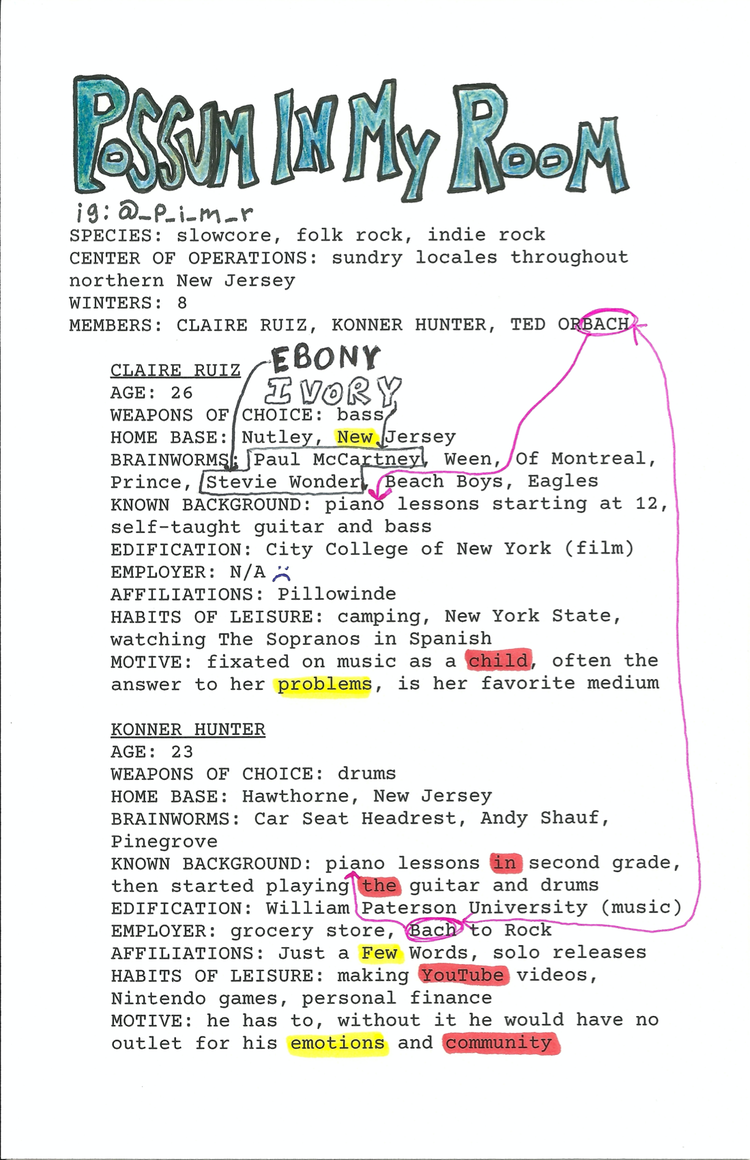 POSSUM IN MY ROOM
ig: @_p_i_m_r
SPECIES: slowcore, folk rock, indie rock
CENTER OF OPERATIONS: sundry locales throughout
northern New Jersey
WINTERS: 8
MEMBERS: CLAIRE RUIZ, KONNER HUNTER, TED ORBACH
EBONY
IVORY
CLAIRE RUIZ
AGE: 26
WEAPONS OF CHOICE: bass
HOME BASE: Nutley, New Jersey
BRAINWORMS: Paul McCartney, Ween, Of Montreal,
Prince, Stevie Wonder, Beach Boys, Eagles
KNOWN BACKGROUND: piano lessons starting at 12,
self-taught guitar and bass
EDIFICATION: City College of New York (film)
EMPLOYER: N/A
AFFILIATIONS: Pillowinde
HABITS OF LEISURE: camping, New York State,
watching The Sopranos in Spanish
MOTIVE: fixated on music as a child, often the
answer to her problems, is her favorite medium
KONNER HUNTER
AGE: 23
WEAPONS OF CHOICE: drums
HOME BASE: Hawthorne, New Jersey
BRAINWORMS: Car Seat Headrest, Andy Shauf,
Pinegrove
KNOWN BACKGROUND: piano lessons in second grade,
then started playing the guitar and drums
EDIFICATION: William Paterson University (music)
EMPLOYER: grocery store, Bach to Rock
AFFILIATIONS: Just a Few Words, solo releases
HABITS OF LEISURE: making YouTube videos,
Nintendo games, personal finance
MOTIVE: he has to, without it he would have no
outlet for his emotions and community